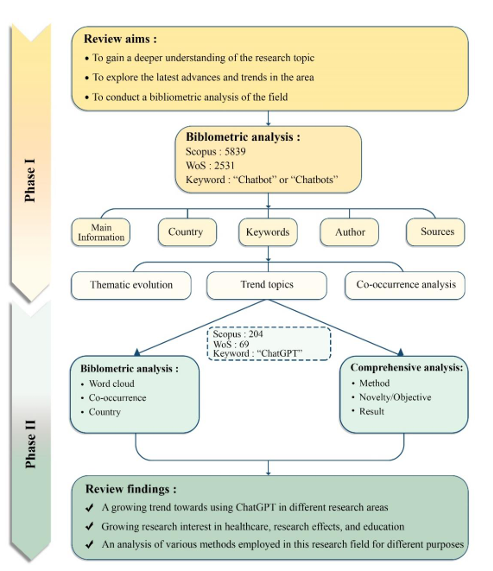 Phase I
Review aims :
• To gain a deeper understanding of the research topic
• To explore the latest advances and trends in the area
• To conduct a bibliometric analysis of the field
Biblometric analysis :
Scopus : 5839
WoS : 2531
Keyword : “Chatbot” or “Chatbots”
Main
Information
Country
Keywords
Author
Sources
Thematic evolution
Trend topics
Co-occurrence analysis
Phase II
Scopus : 204
WoS : 69
Keyword : “ChatGPT”
Biblometric analysis :
• Word cloud
• Co-occurrence
• Country
Comprehensive analysis:
• Method
• Novelty/Objective
• Result
Review findings :
✔ A growing trend towards using ChatGPT in different research areas
✔ Growing research interest in healthcare, research effects, and education
✔ An analysis of various methods employed in this research field for different purposes